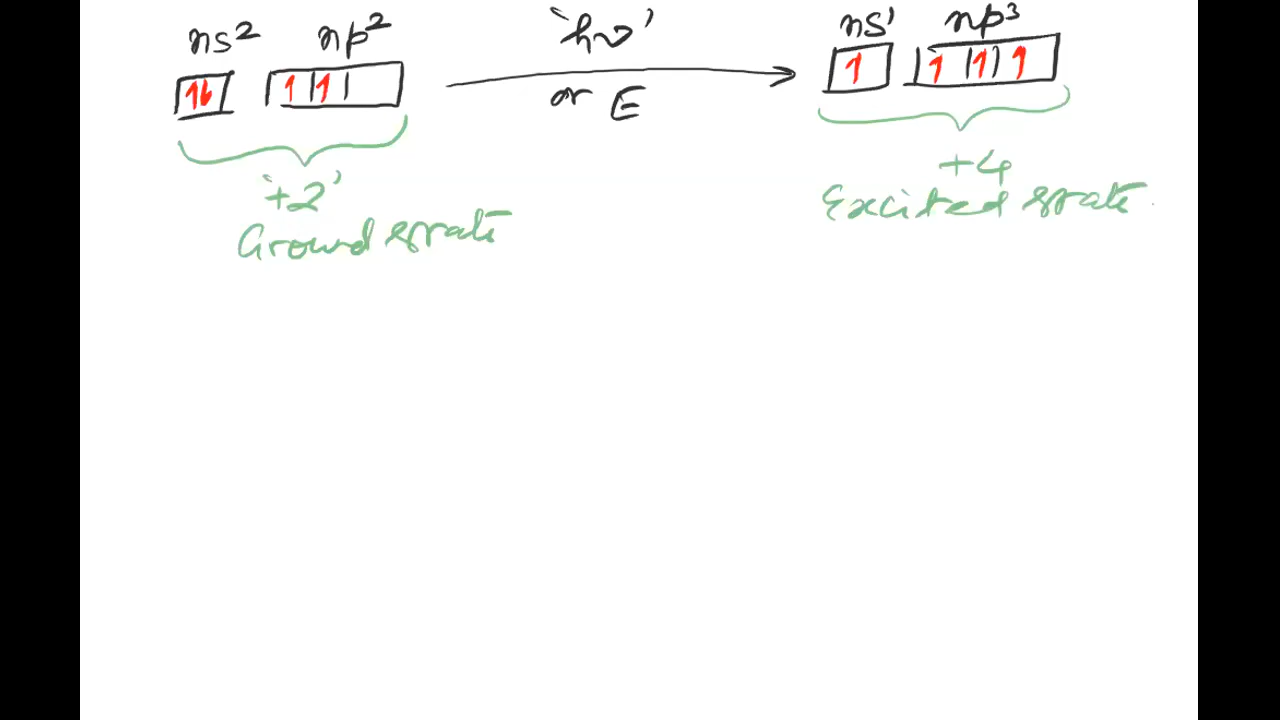 ns² np² 'hν' ns¹ np³
or E
'+2' +4
Ground state Excited state